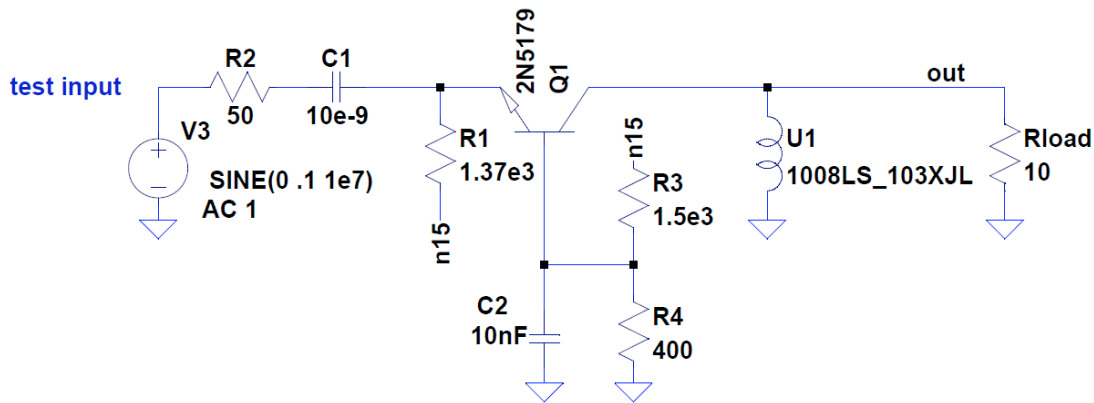 test input
R2
50
C1
10e-9
V3
SINE(0 .1 1e7)
AC 1
R1
1.37e3
n15
2N5179
Q1
n15
R3
1.5e3
C2
10nF
R4
400
out
U1
1008LS_103XJL
Rload
10
+
−